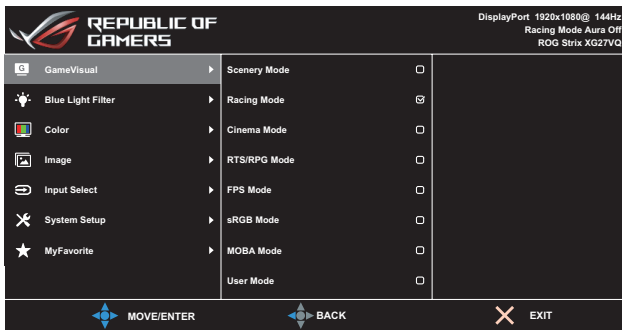 REPUBLIC OF
GAMERS
DisplayPort 1920x1080@ 144Hz
Racing Mode Aura Off
ROG Strix XG27VQ
G GameVisual
Blue Light Filter
Color
Image
Input Select
System Setup
MyFavorite
Scenery Mode
Racing Mode
Cinema Mode
RTS/RPG Mode
FPS Mode
sRGB Mode
MOBA Mode
User Mode
MOVE/ENTER
BACK
EXIT